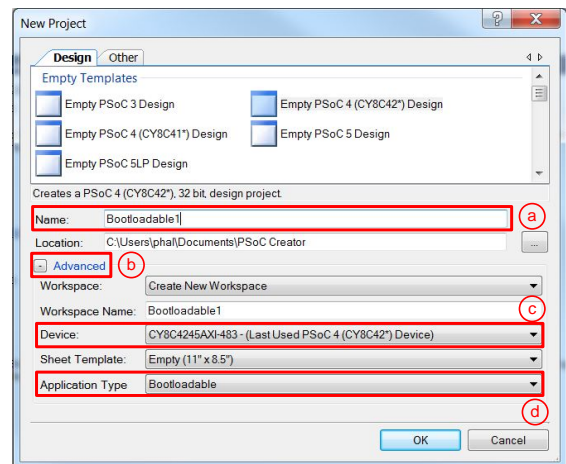 New Project
Design Other
Empty Templates
Empty PSoC 3 Design Empty PSoC 4 (CY8C42*) Design
Empty PSoC 4 (CY8C41*) Design Empty PSoC 5 Design
Empty PSoC 5LP Design
Creates a PSoC 4 (CY8C42*), 32 bit, design project.
Name: Bootloadable1 a
Location: C:\Users\phal\Documents\PSoC Creator ...
- Advanced b
Workspace: Create New Workspace
Workspace Name: Bootloadable1 c
Device: CY8C4245AXI-483 - (Last Used PSoC 4 (CY8C42*) Device)
Sheet Template: Empty (11" x 8.5")
Application Type Bootloadable
d
OK Cancel